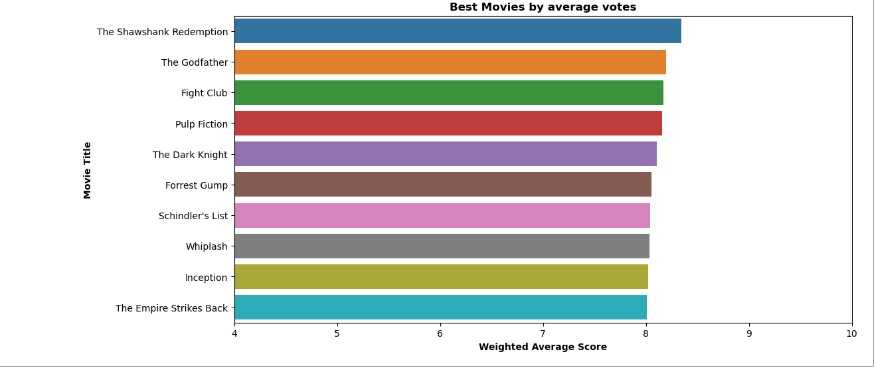 Best Movies by average votes
The Shawshank Redemption
The Godfather
Fight Club
Pulp Fiction
The Dark Knight
Forrest Gump
Schindler's List
Whiplash
Inception
The Empire Strikes Back
Movie Title
4 5 6 7 8 9 10
Weighted Average Score